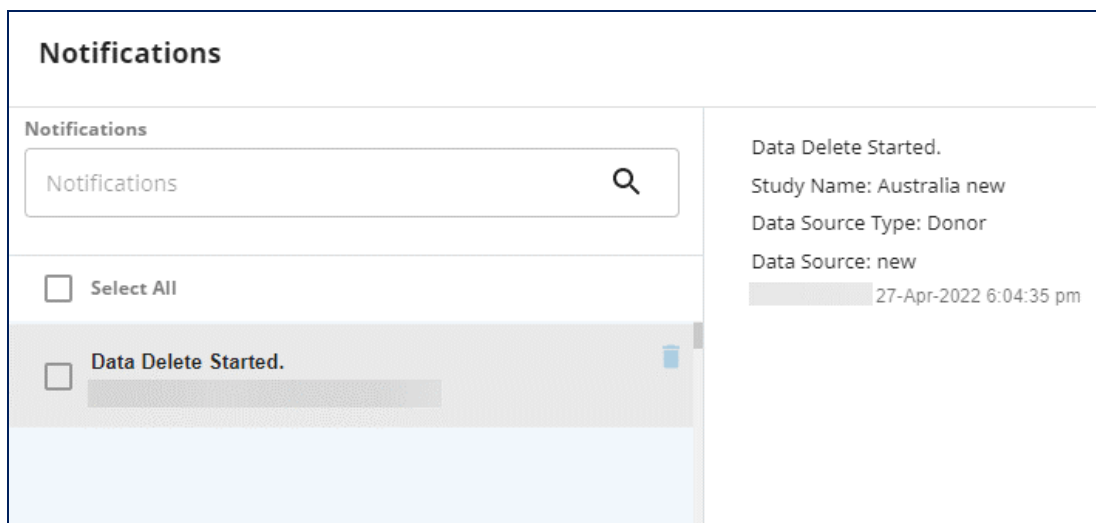 Notifications
Notifications
Notifications
Select All
Data Delete Started.
Data Delete Started.
Study Name: Australia new
Data Source Type: Donor
Data Source: new
27-Apr-2022 6:04:35 pm